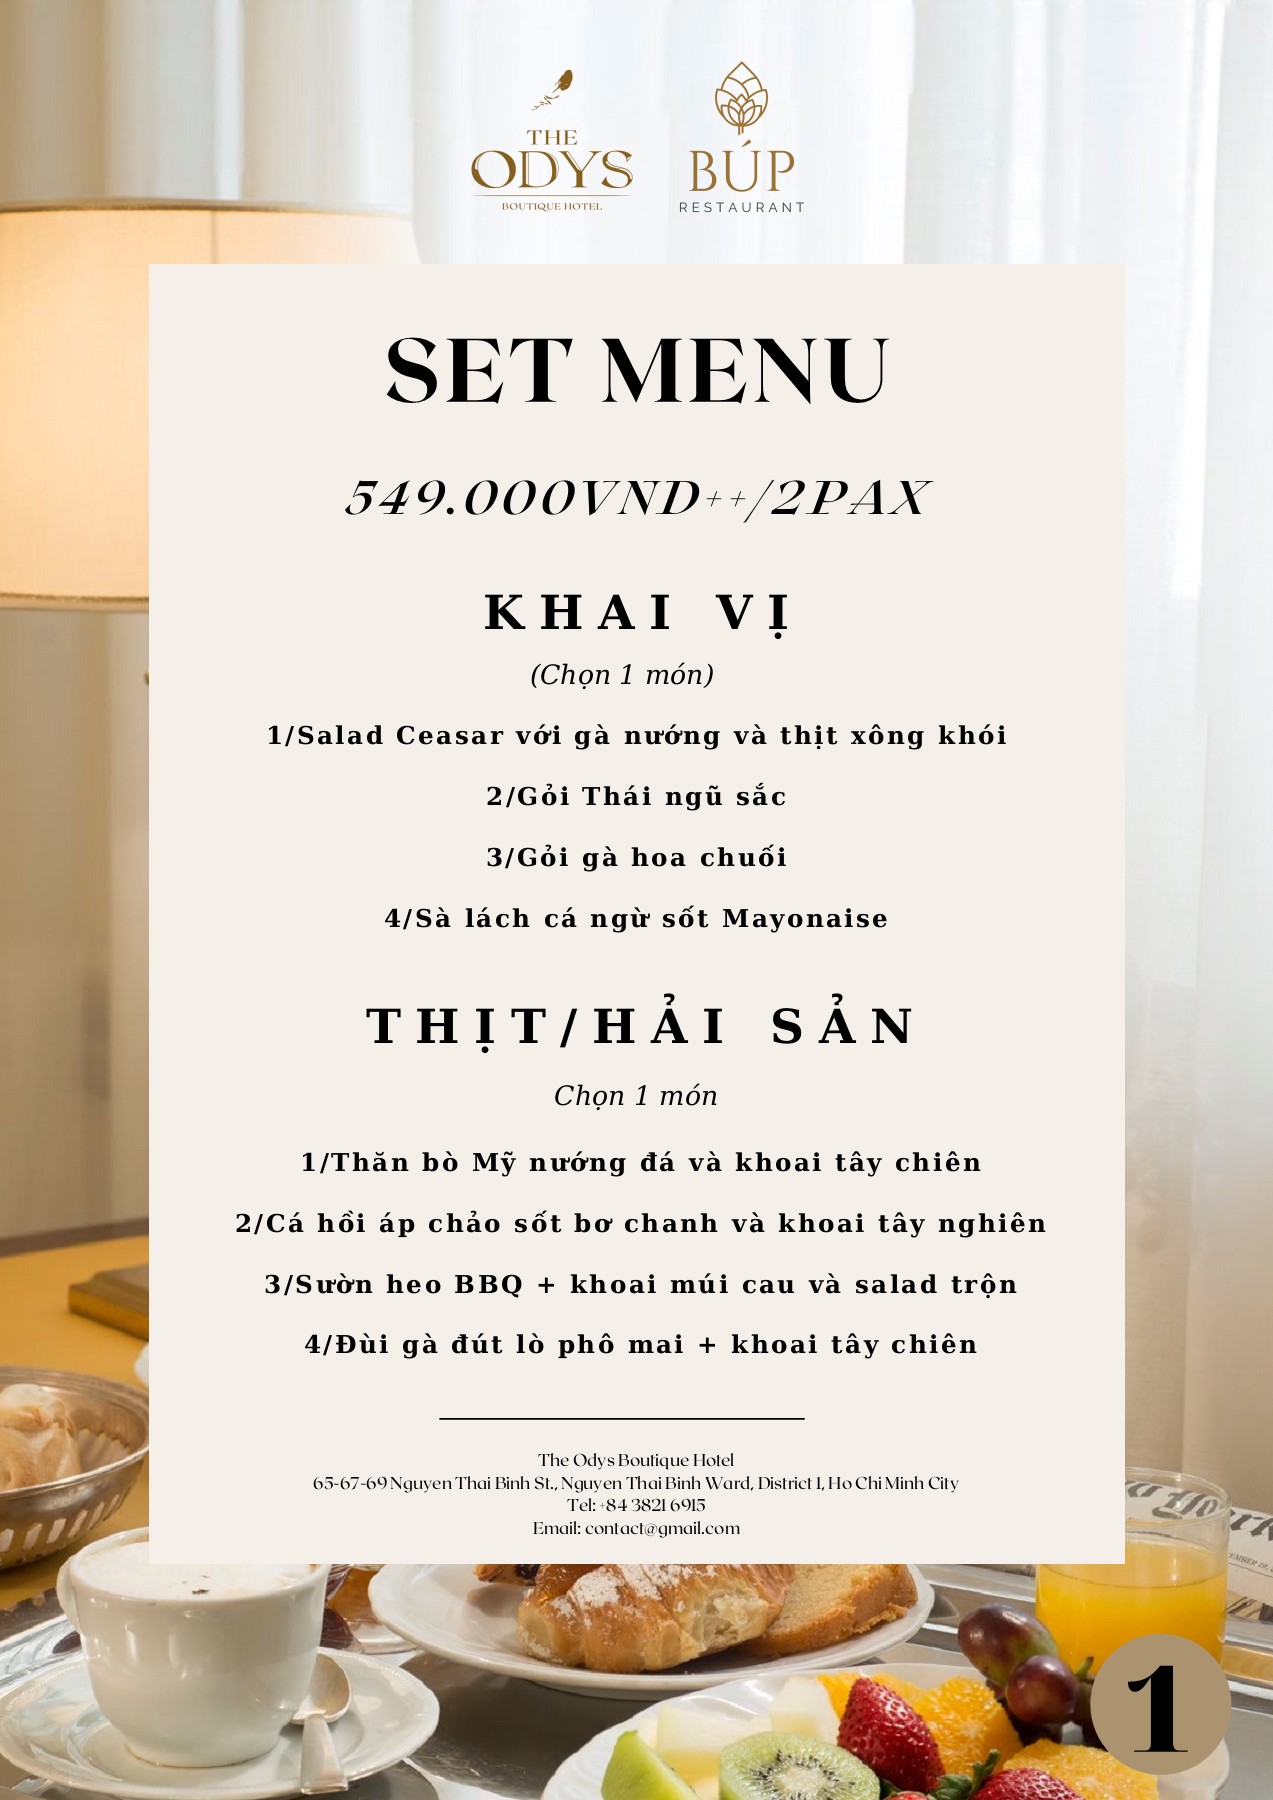 THE
ODYS
BOUTIQUE HOTEL
BÚP
RESTAURANT
SET MENU
549.000VND++/2PAX
KHAI VỊ
(Chọn 1 món)
1/Salad Ceasar với gà nướng và thịt xông khói
2/Gỏi Thái ngũ sắc
3/Gỏi gà hoa chuối
4/Sà lách cá ngừ sốt Mayonaise
THỊT/HẢI SẢN
Chọn 1 món
1/Thăn bò Mỹ nướng đá và khoai tây chiên
2/Cá hồi áp chảo sốt bơ chanh và khoai tây nghiên
3/Sườn heo BBQ + khoai múi cau và salad trộn
4/Đùi gà đút lò phô mai + khoai tây chiên
The Odys Boutique Hotel
65-67-69 Nguyen Thai Binh St., Nguyen Thai Binh Ward, District 1, Ho Chi Minh City
Tel: +84 3821 6915
Email: contact@gmail.com
1